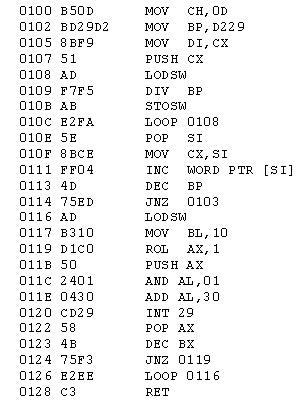 0100 B50D MOV CH,0D
0102 BD29D2 MOV BP,D229
0105 8BF9 MOV DI,CX
0107 51 PUSH CX
0108 AD LODSW
0109 F7F5 DIV BP
010B AB STOSW
010C E2FA LOOP 0108
010E 5E POP SI
010F 8BCE MOV CX,SI
0111 FF04 INC WORD PTR [SI]
0113 4D DEC BP
0114 75ED JNZ 0103
0116 AD LODSW
0117 B310 MOV BL,10
0119 D1C0 ROL AX,1
011B 50 PUSH AX
011C 2401 AND AL,01
011E 0430 ADD AL,30
0120 CD29 INT 29
0122 58 POP AX
0123 4B DEC BX
0124 75F3 JNZ 0119
0126 E2EE LOOP 0116
0128 C3 RET